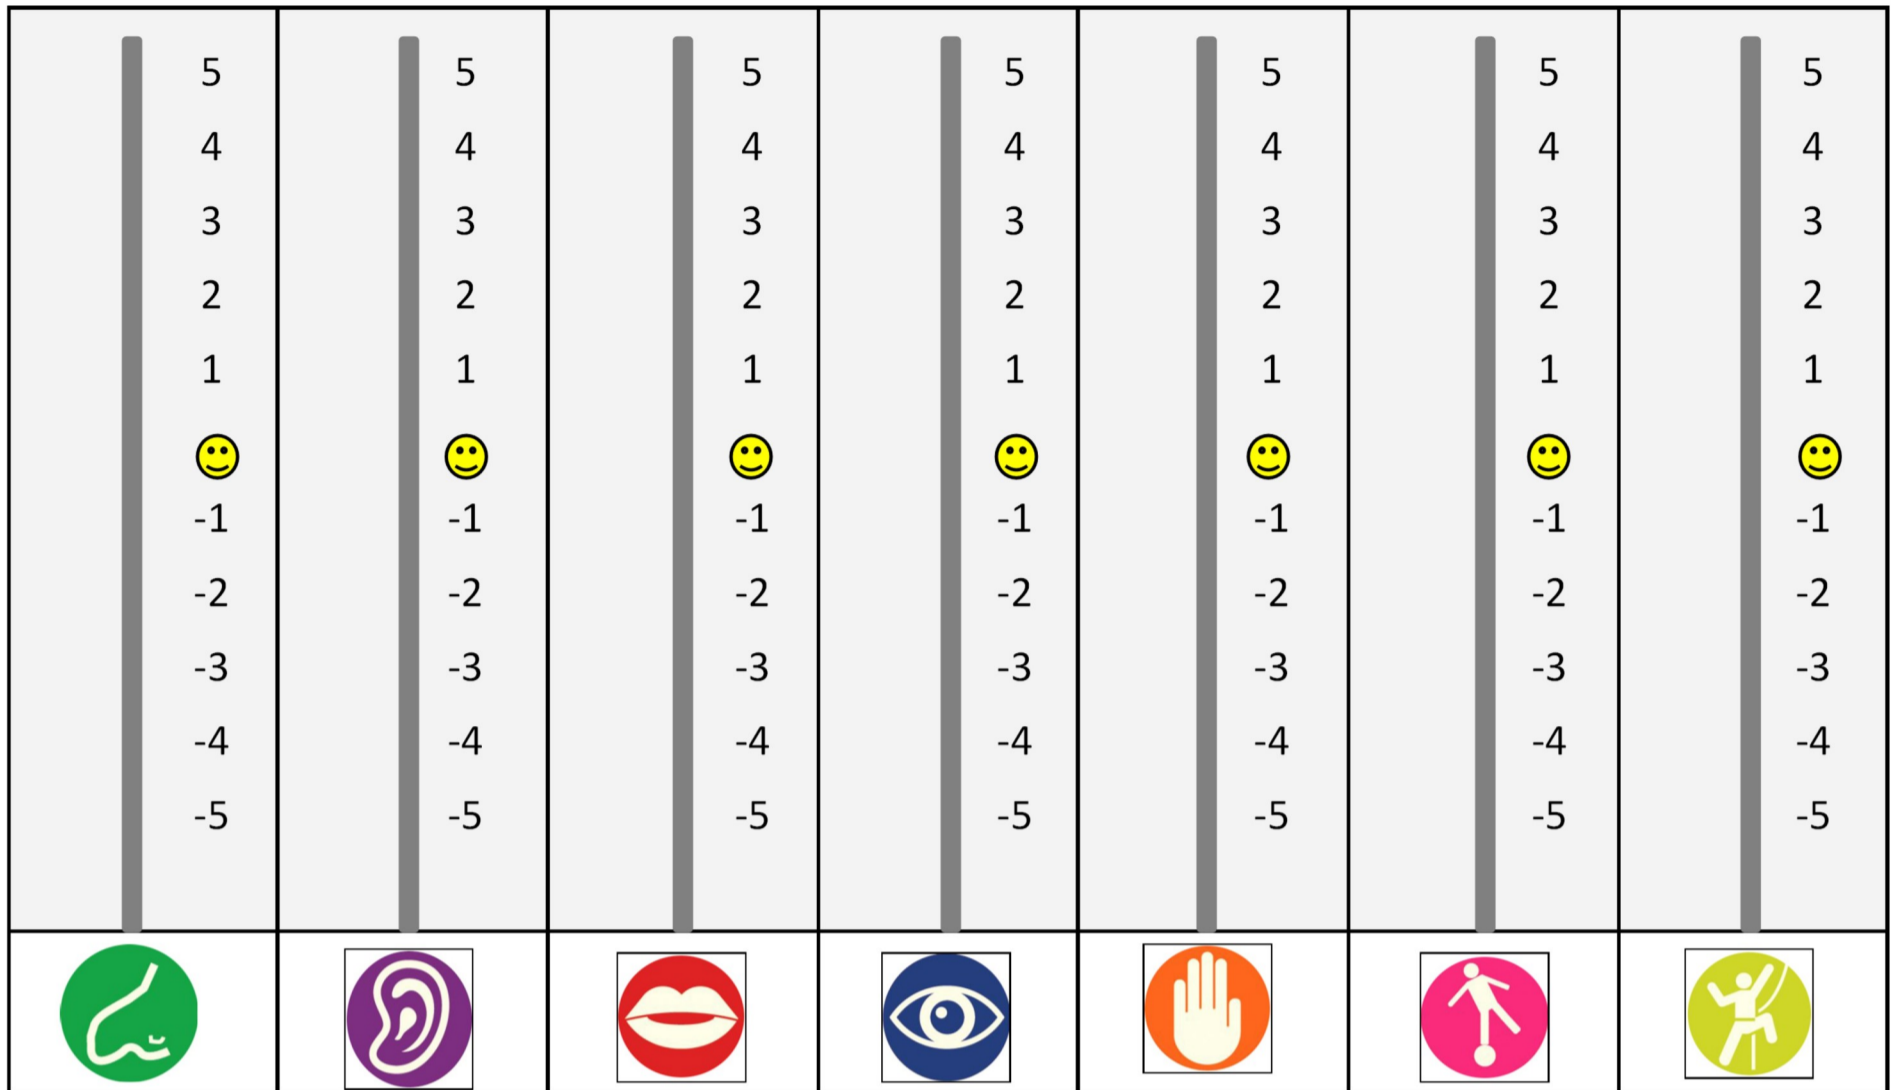 5 5 5 5 5 5 5
4 4 4 4 4 4 4
3 3 3 3 3 3 3
2 2 2 2 2 2 2
1 1 1 1 1 1 1
-1 -1 -1 -1 -1 -1 -1
-2 -2 -2 -2 -2 -2 -2
-3 -3 -3 -3 -3 -3 -3
-4 -4 -4 -4 -4 -4 -4
-5 -5 -5 -5 -5 -5 -5